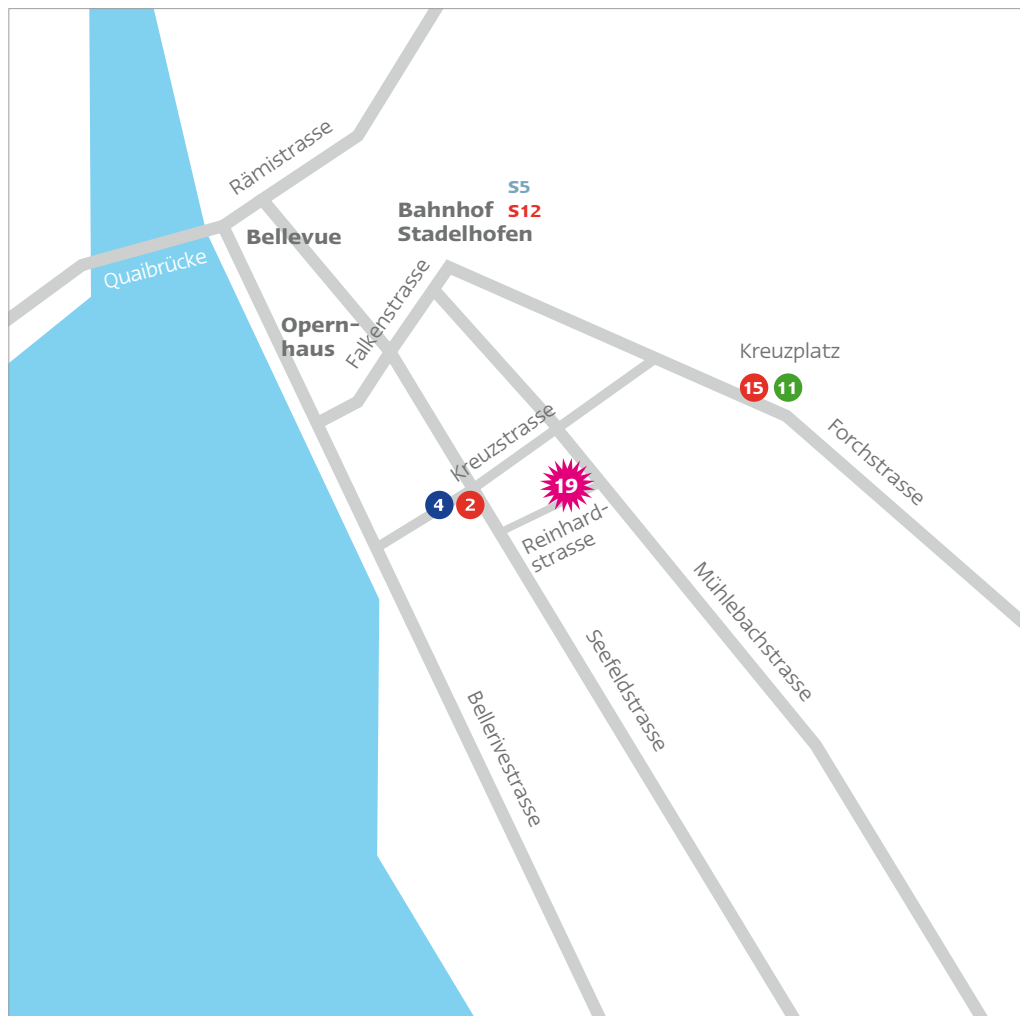 Rämistrasse
S5
Bahnhof S12
Stadelhofen
Bellevue
Quaibrücke
Falkenstrasse
Opern-
haus
Kreuzplatz
15 11
Kreuzstrasse
Forchstrasse
19
4 2
Reinhard-
strasse
Mühlebachstrasse
Seefeldstrasse
Bellerivestrasse